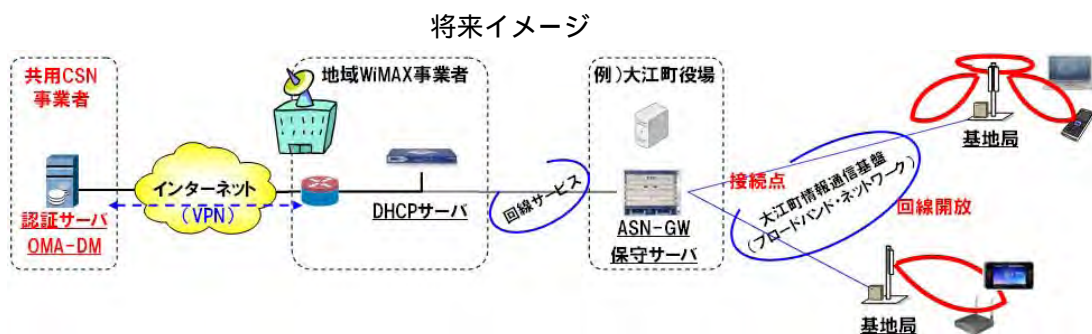 将来イメージ
共用CSN
事業者
地域WiMAX事業者
例)大江町役場
基地局
インターネット
(VPN)
認証サーバ
OMA-DM
DHCPサーバ
回線サービス
ASN-GW
保守サーバ
接続点
大江町情報通信基盤
(ブロードバンド・ネットワーク)
回線開放
基地局